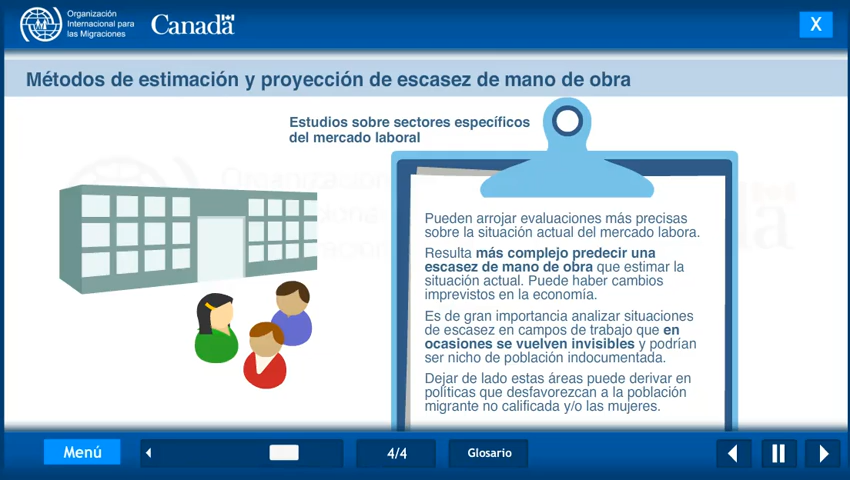 Organización
Internacional para
las Migraciones
Canada
X
Métodos de estimación y proyección de escasez de mano de obra
Estudios sobre sectores específicos
del mercado laboral
Pueden arrojar evaluaciones más precisas
sobre la situación actual del mercado labora.
Resulta más complejo predecir una
escasez de mano de obra que estimar la
situación actual. Puede haber cambios
imprevistos en la economía.
Es de gran importancia analizar situaciones
de escasez en campos de trabajo que en
ocasiones se vuelven invisibles y podrían
ser nicho de población indocumentada.
Dejar de lado estas áreas puede derivar en
políticas que desfavorezcan a la población
migrante no calificada y/o las mujeres.
Menú
4/4
Glosario